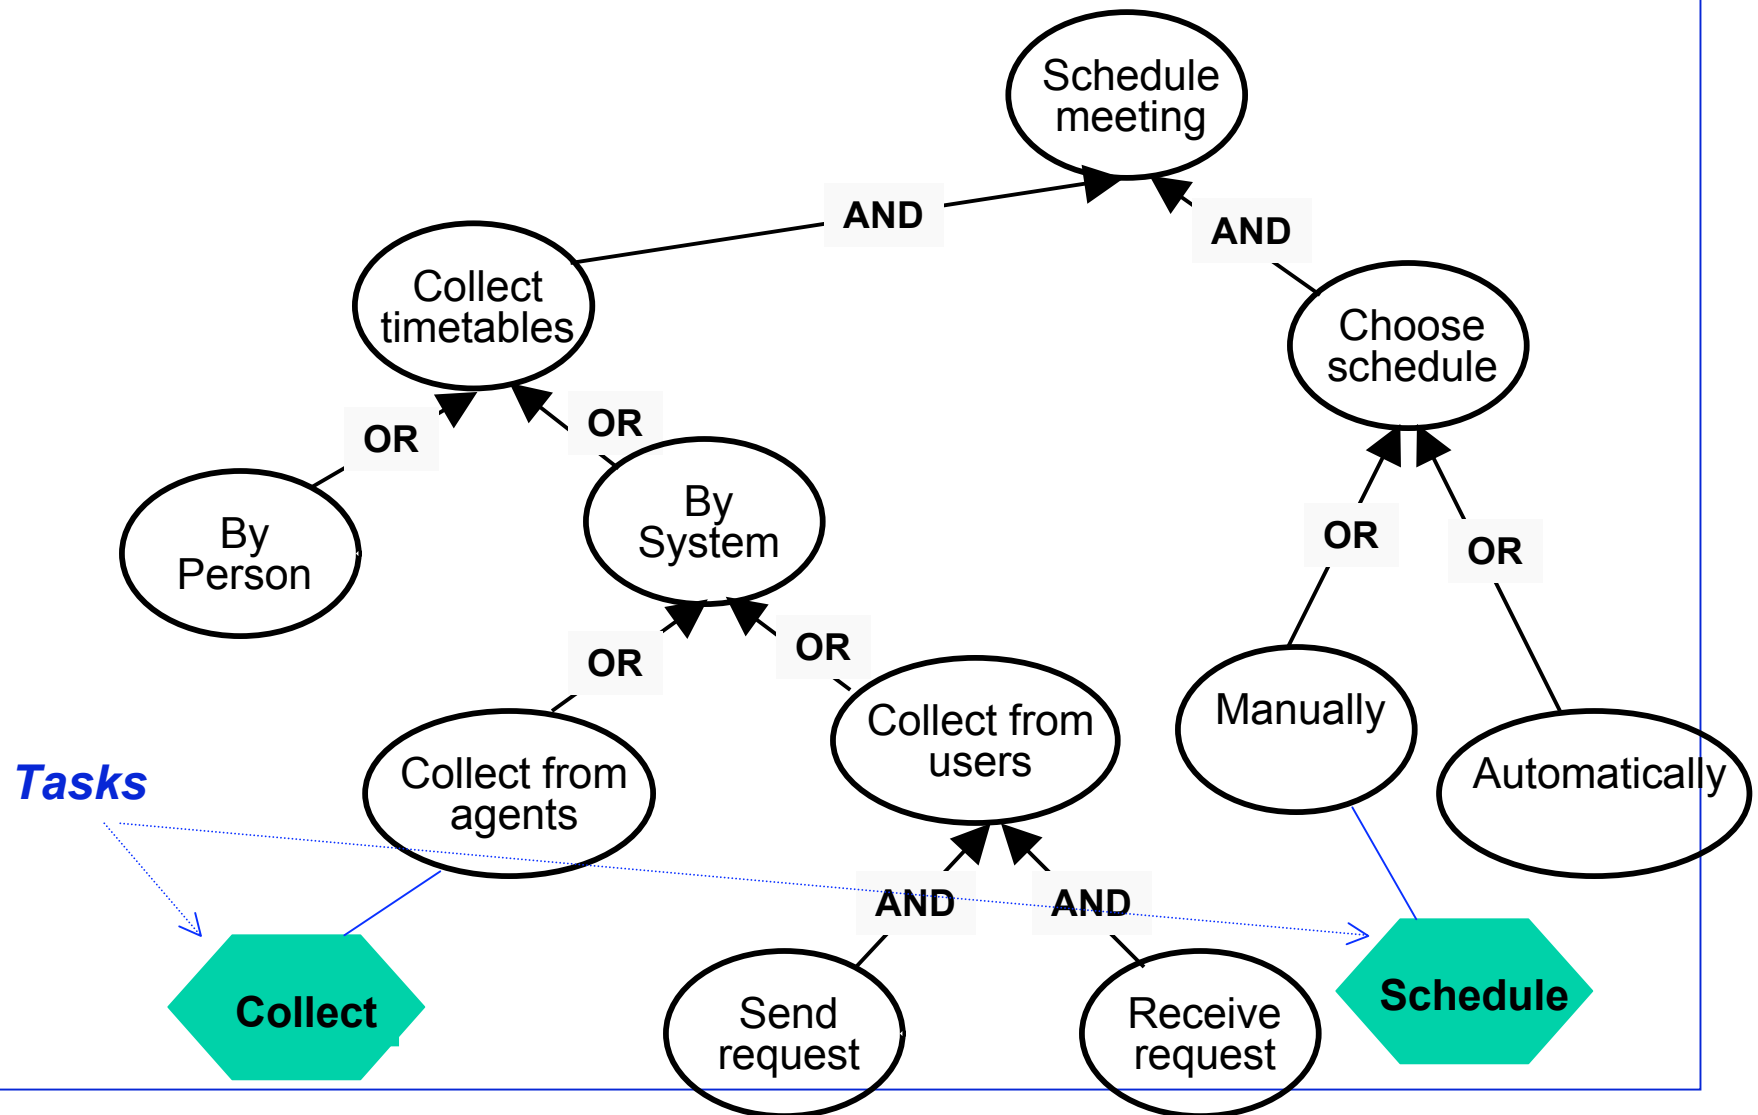 Schedule
meeting
AND
AND
Collect
timetables
Choose
schedule
OR
OR
By
Person
By
System
OR
OR
OR
OR
Collect from
agents
Collect from
users
Manually
Automatically
Tasks
AND
AND
Collect
Send
request
Receive
request
Schedule